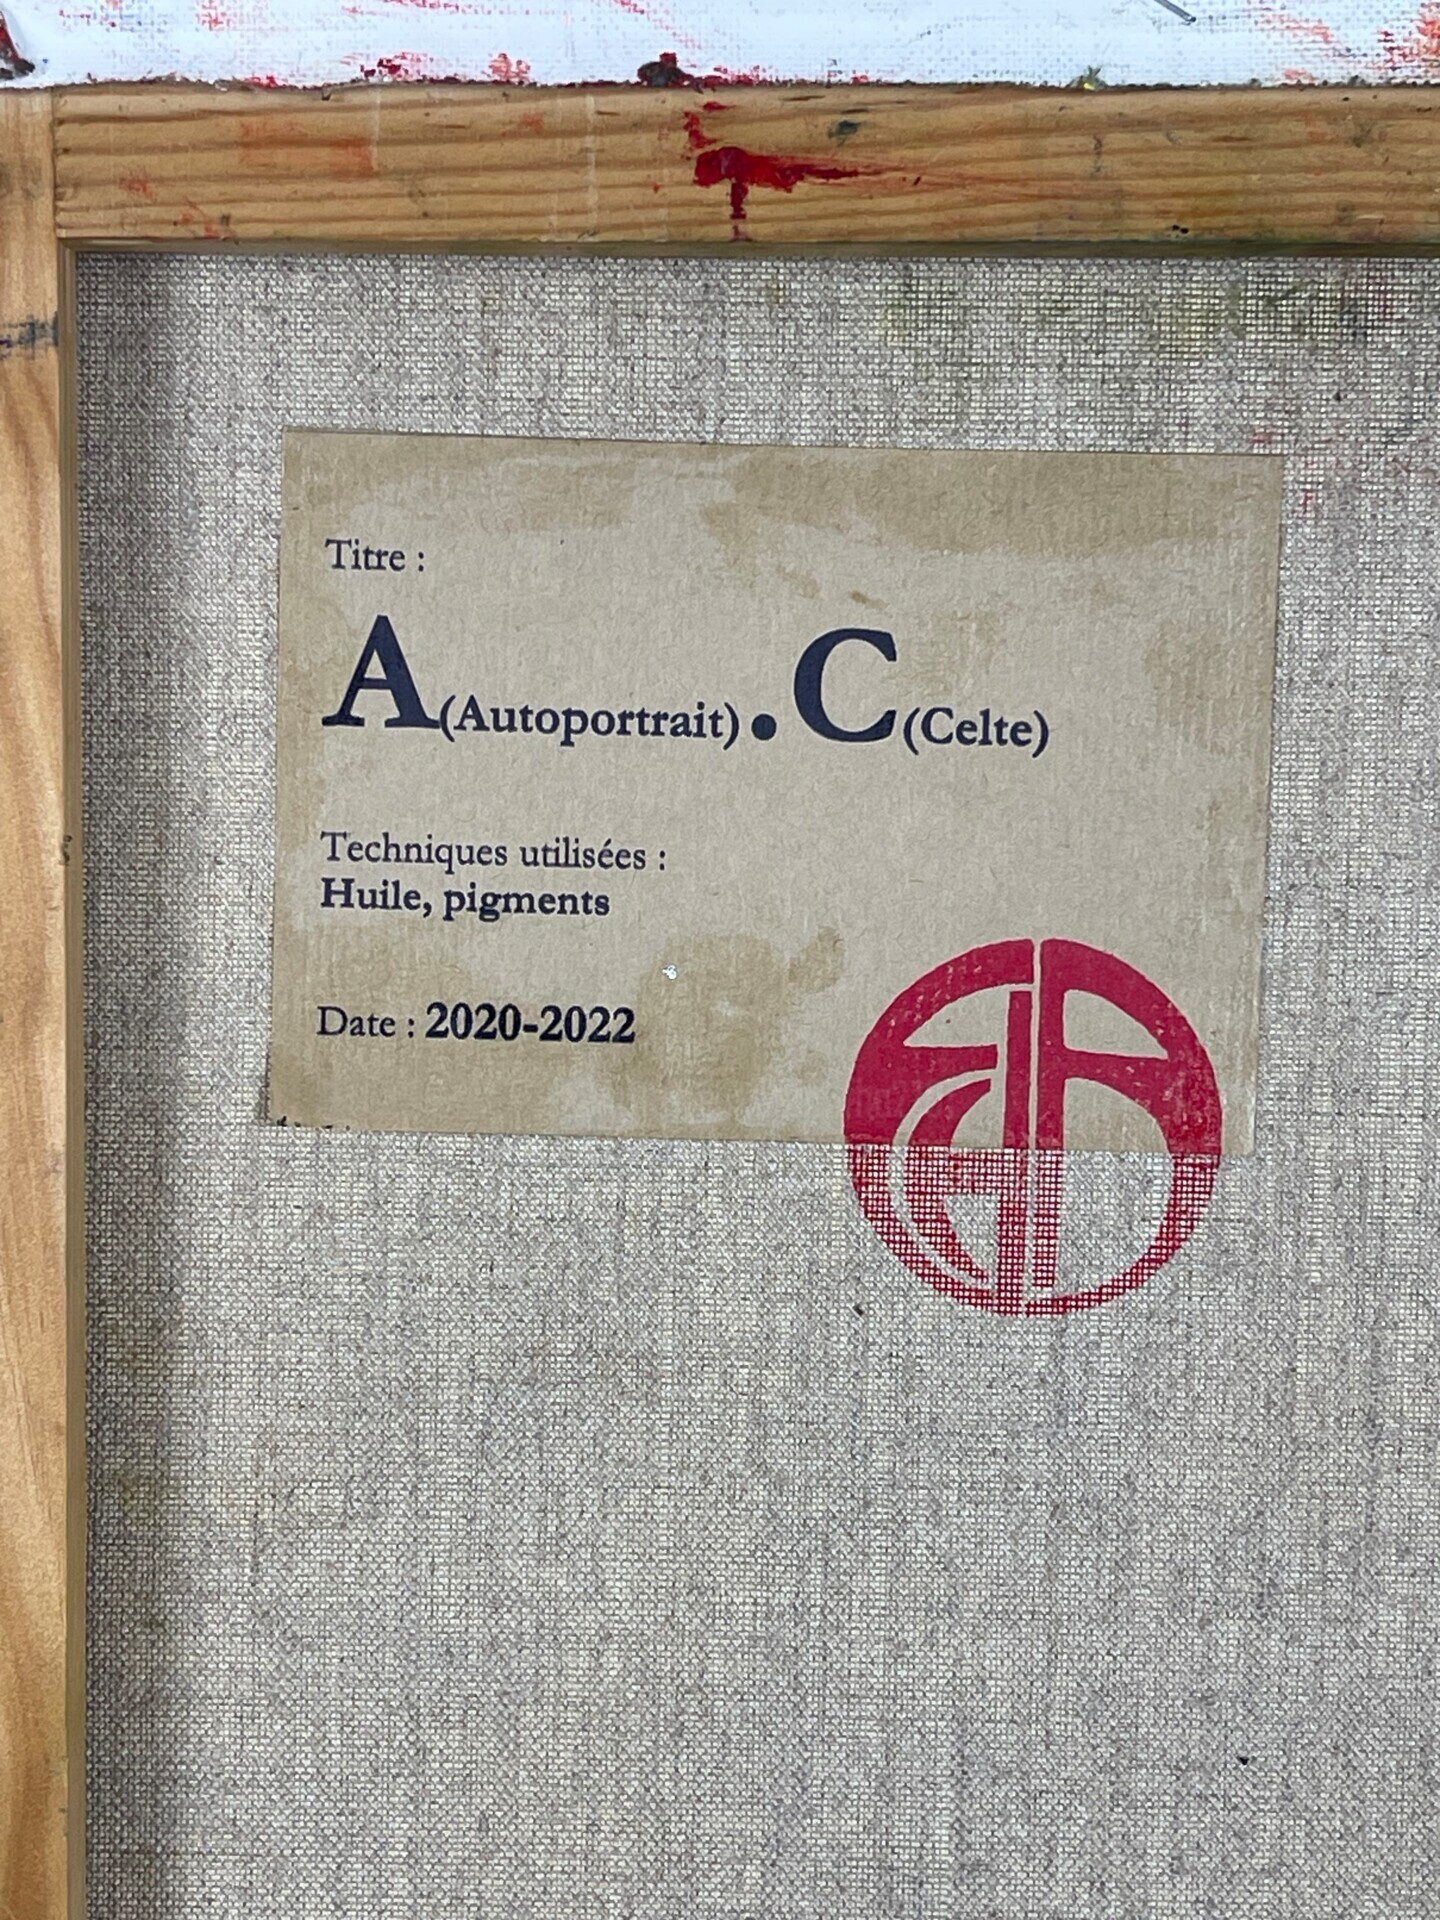 Titre :
A(Autoportrait).C(Celte)
Techniques utilisées :
Huile, pigments
Date : 2020-2022